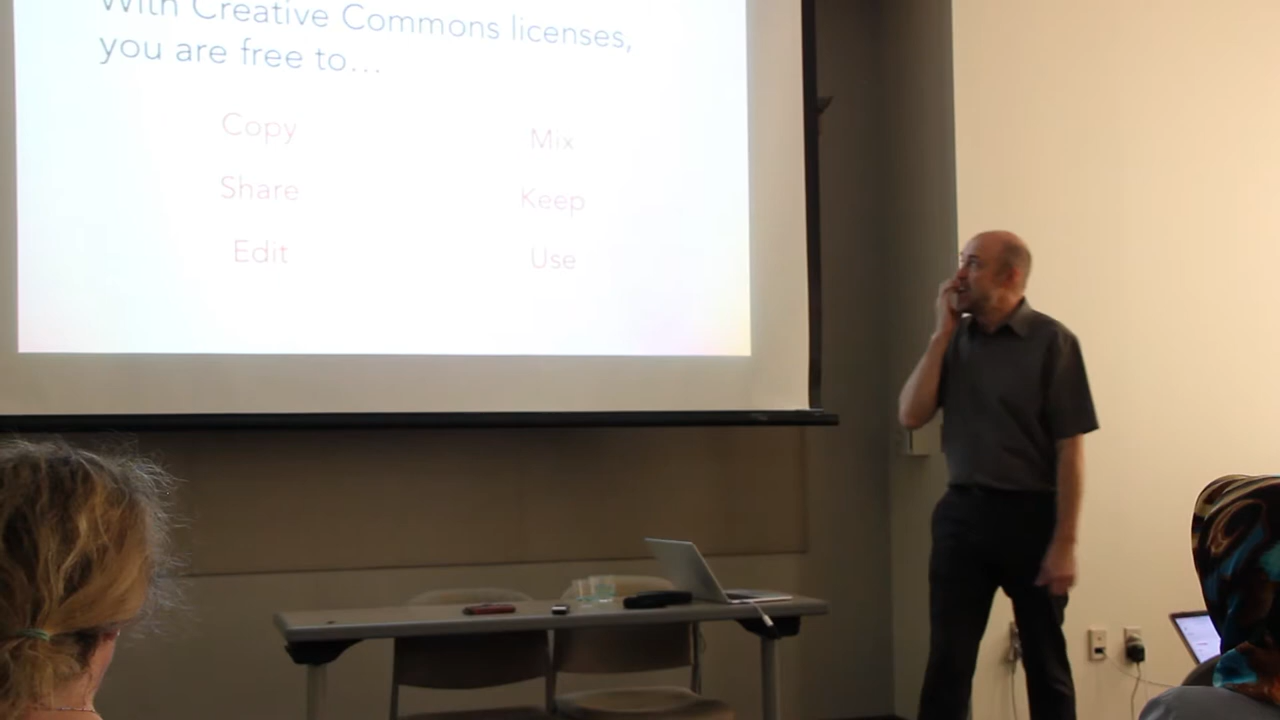 With Creative Commons licenses,
you are free to...
Copy
Mix
Share
Keep
Edit
Use